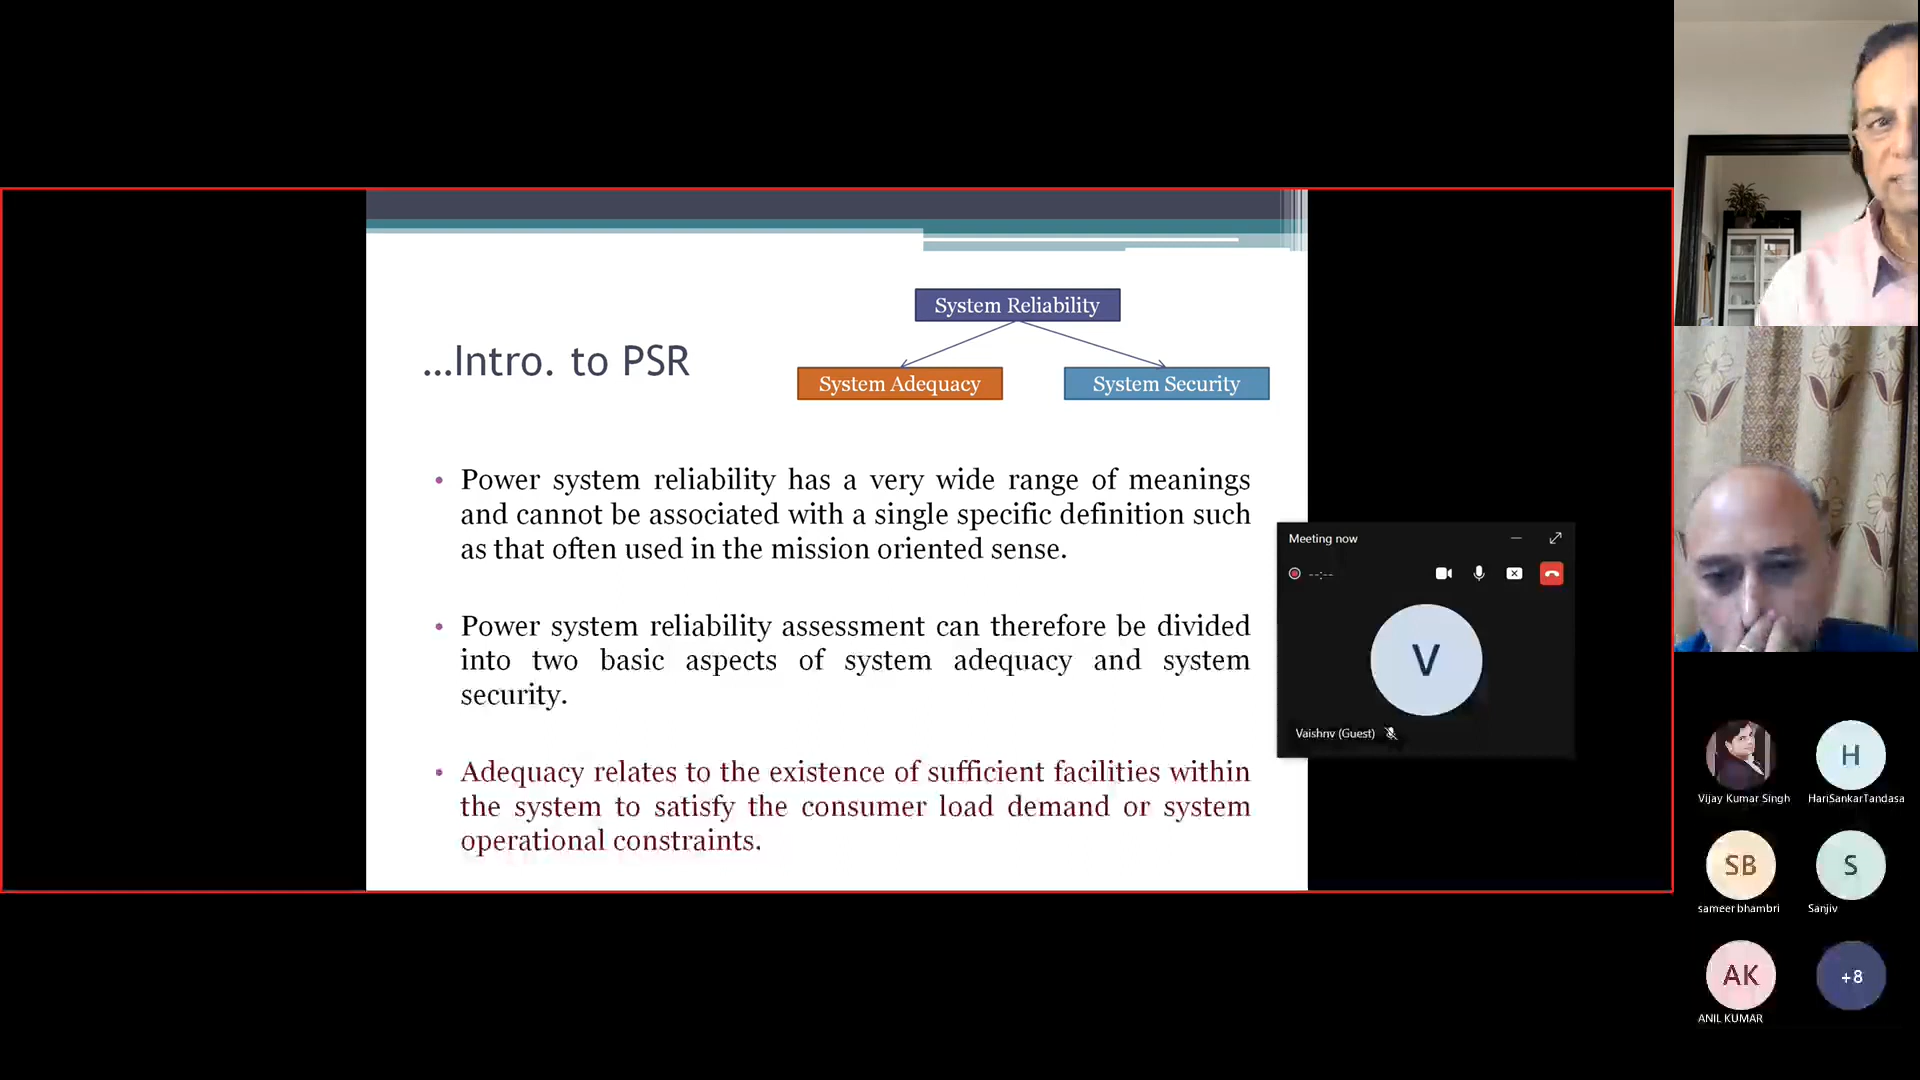 System Reliability
...Intro. to PSR
System Adequacy
System Security
• Power system reliability has a very wide range of meanings
and cannot be associated with a single specific definition such
as that often used in the mission oriented sense.
• Power system reliability assessment can therefore be divided
into two basic aspects of system adequacy and system
security.
• Adequacy relates to the existence of sufficient facilities within
the system to satisfy the consumer load demand or system
operational constraints.
Meeting now
--:--
V
Vaishnv (Guest)
Vijay Kumar Singh
H
HariSankarTandasa
SB
sameer bhambri
S
Sanjiv
AK
ANIL KUMAR
+8